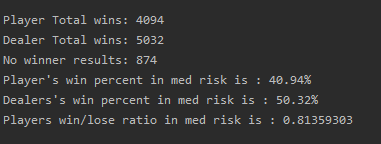 Player Total wins: 4094
Dealer Total wins: 5032
No winner results: 874
Player's win percent in med risk is : 40.94%
Dealers's win percent in med risk is : 50.32%
Players win/lose ratio in med risk is : 0.81359303